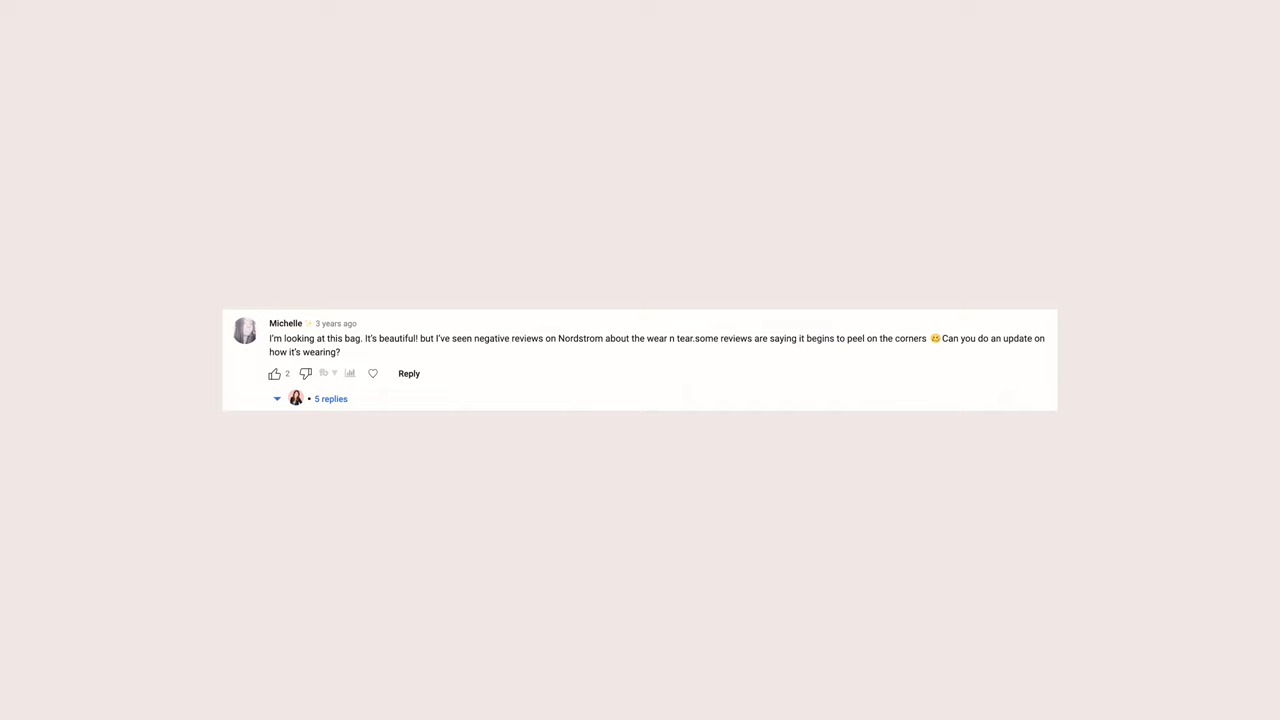 Michelle ✨ 3 years ago
I'm looking at this bag. It's beautiful! but I've seen negative reviews on Nordstrom about the wear n tear.some reviews are saying it begins to peel on the corners 🥴Can you do an update on
how it's wearing?
2 Reply
• 5 replies